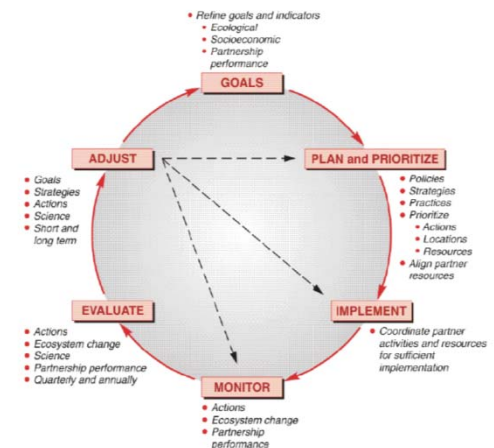 Refine goals and indicators
Ecological
Socioeconomic
Partnership
performance
GOALS
ADJUST
Goals
Strategies
Actions
Science
Short and
long term
PLAN and PRIORITIZE
Policies
Strategies
Practices
Prioritize
Actions
Locations
Resources
Align partner
resources
EVALUATE
Actions
Ecosystem change
Science
Partnership performance
Quarterly and annually
IMPLEMENT
Coordinate partner
activities and resources
for sufficient
implementation
MONITOR
Actions
Ecosystem change
Partnership
performance